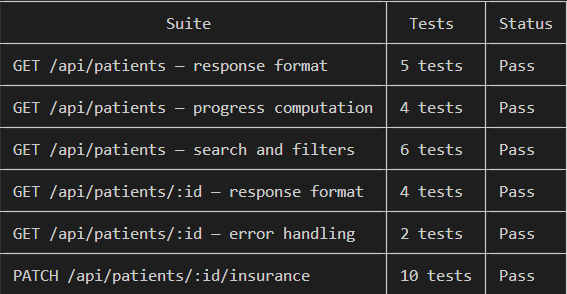 Suite Tests Status
GET /api/patients — response format 5 tests Pass
GET /api/patients — progress computation 4 tests Pass
GET /api/patients — search and filters 6 tests Pass
GET /api/patients/:id — response format 4 tests Pass
GET /api/patients/:id — error handling 2 tests Pass
PATCH /api/patients/:id/insurance 10 tests Pass